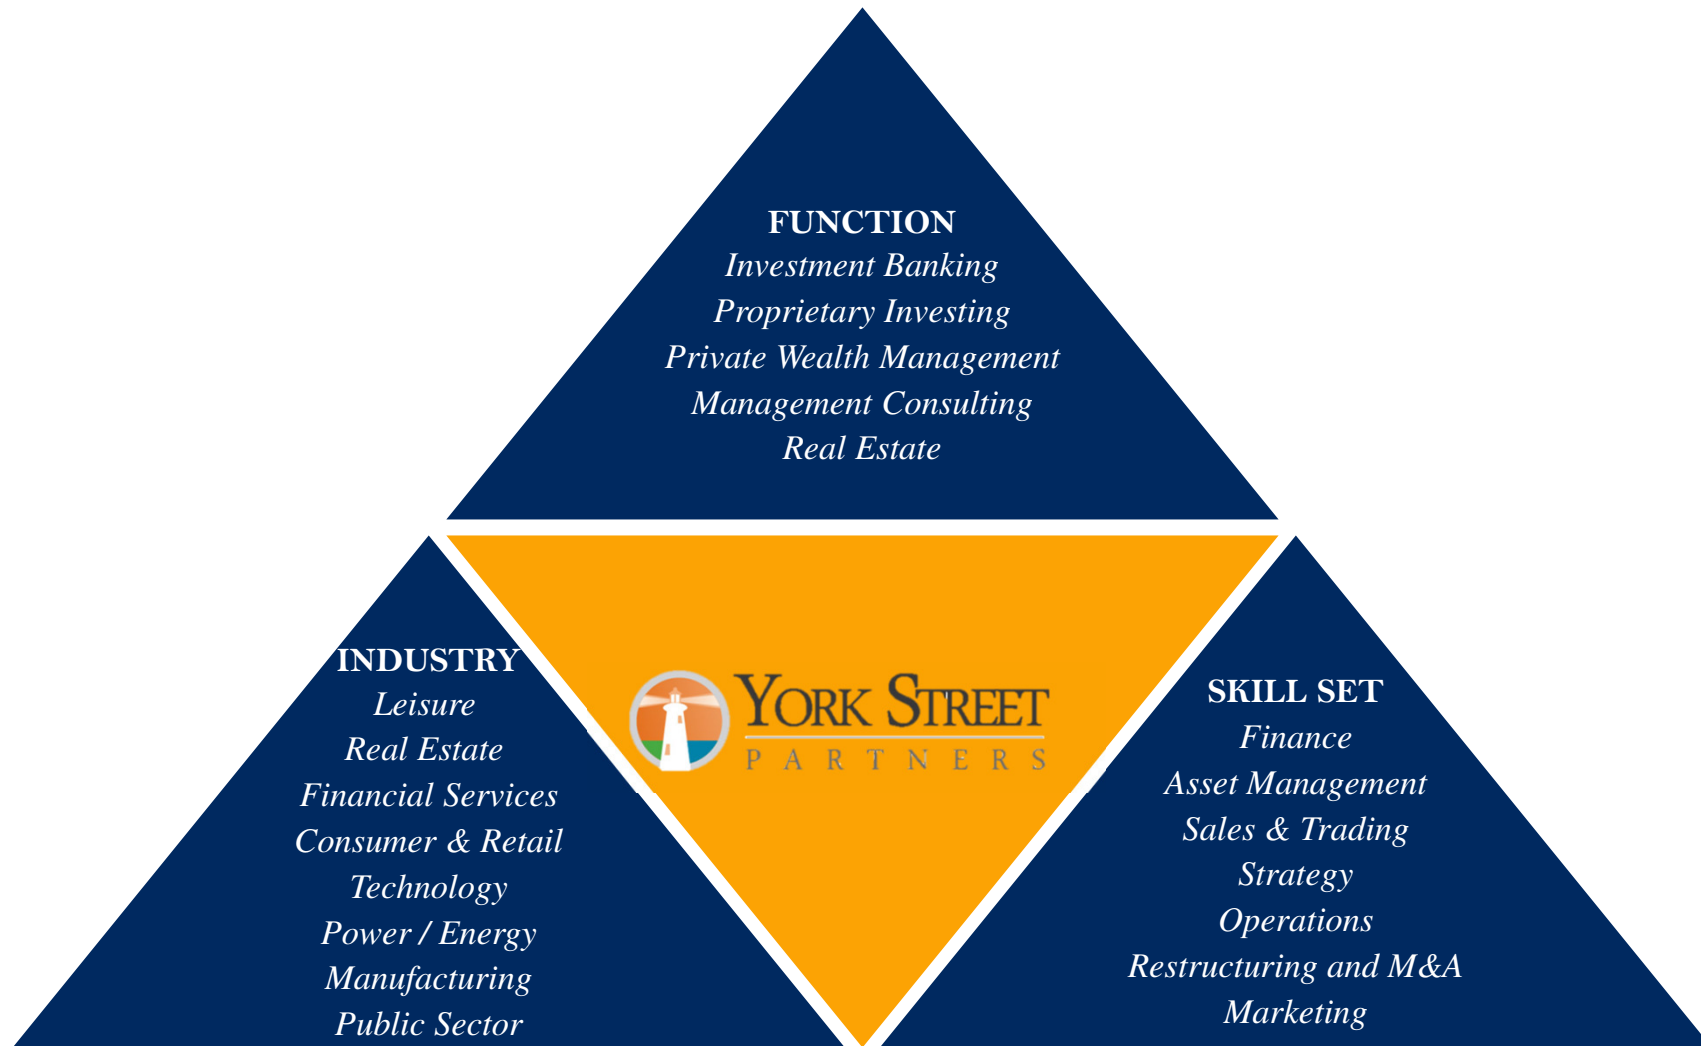 FUNCTION
Investment Banking
Proprietary Investing
Private Wealth Management
Management Consulting
Real Estate
INDUSTRY
Leisure
Real Estate
Financial Services
Consumer & Retail
Technology
Power / Energy
Manufacturing
Public Sector
YORK STREET
PARTNERS
SKILL SET
Finance
Asset Management
Sales & Trading
Strategy
Operations
Restructuring and M&A
Marketing